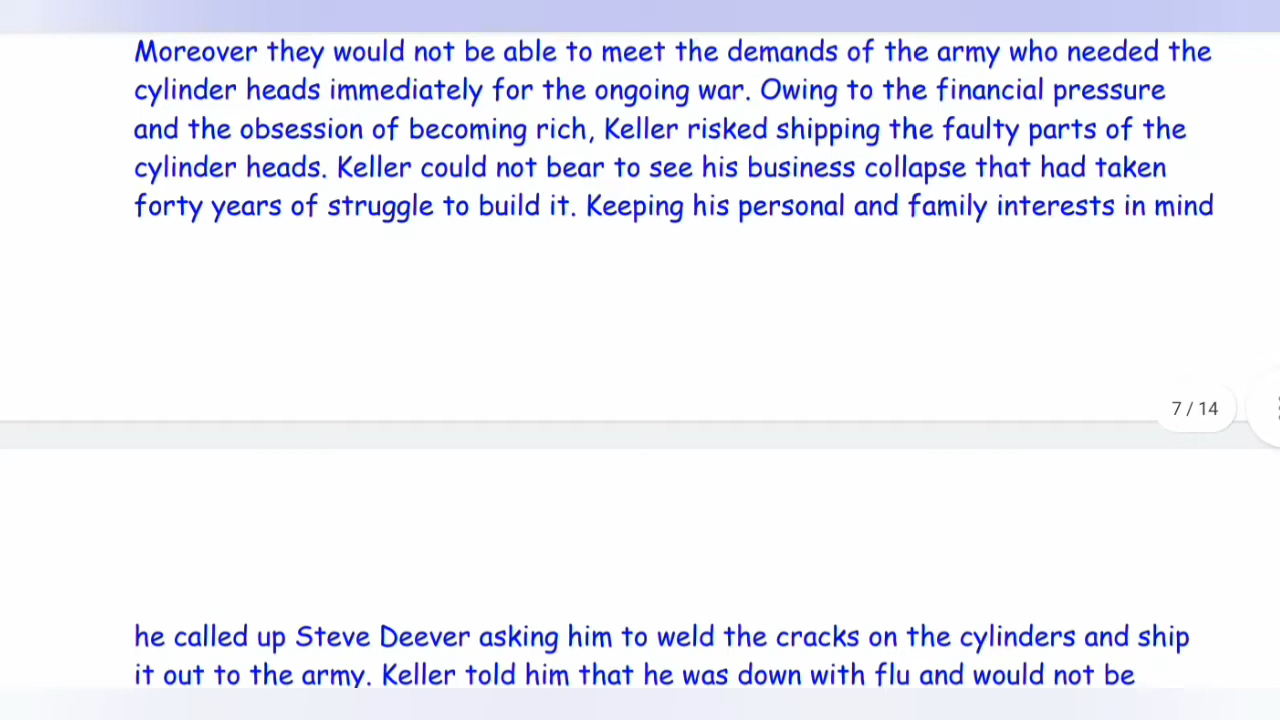 Moreover they would not be able to meet the demands of the army who needed the
cylinder heads immediately for the ongoing war. Owing to the financial pressure
and the obsession of becoming rich, Keller risked shipping the faulty parts of the
cylinder heads. Keller could not bear to see his business collapse that had taken
forty years of struggle to build it. Keeping his personal and family interests in mind
7 / 14
he called up Steve Deever asking him to weld the cracks on the cylinders and ship
it out to the army. Keller told him that he was down with flu and would not be